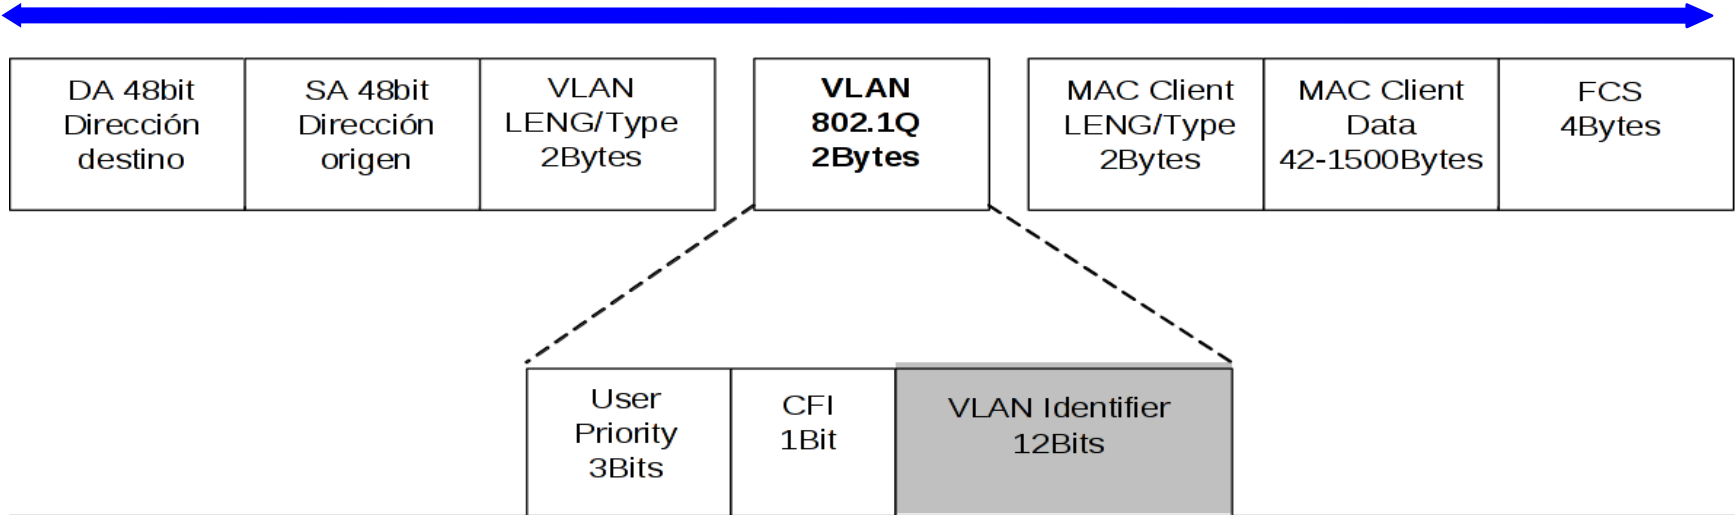 DA 48bit
Dirección
destino
SA 48bit
Dirección
origen
VLAN
LENG/Type
2Bytes
VLAN
802.1Q
2Bytes
MAC Client
LENG/Type
2Bytes
MAC Client
Data
42-1500Bytes
FCS
4Bytes
User
Priority
3Bits
CFI
1Bit
VLAN Identifier
12Bits